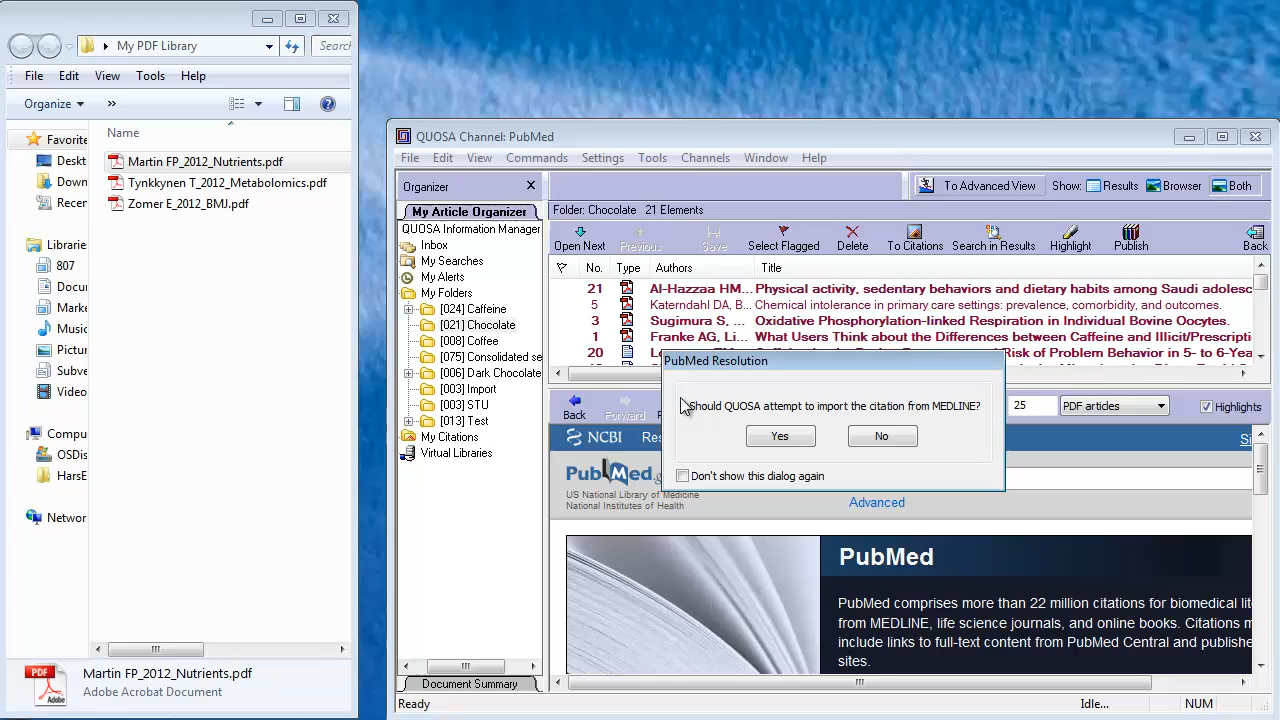 My PDF Library
Searc
File Edit View Tools Help
Organize »
Name
Favorite
Deskt
Down
Recer
Librarie
807
Docu
Marke
Music
Pictur
Subve
Video
Compu
OSDis
HarsE
Networ
Martin FP_2012_Nutrients.pdf
Tynkkynen T_2012_Metabolomics.pdf
Zomer E_2012_BMJ.pdf
PDF
Adobe
Martin FP_2012_Nutrients.pdf
Adobe Acrobat Document
QUOSA Channel: PubMed
File Edit View Commands Settings Tools Channels Window Help
Organizer
To Advanced View Show: Results Browser Both
My Article Organizer
QUOSA Information Manager
Inbox
My Searches
My Alerts
My Folders
[024] Caffeine
[021] Chocolate
[008] Coffee
[075] Consolidated se
[006] Dark Chocolate
[003] Import
[003] STU
[013] Test
My Citations
Virtual Libraries
Document Summary
Folder: Chocolate 21 Elements
Open Next Previous Save Select Flagged Delete To Citations Search in Results Highlight Publish Back
No. Type Authors Title
21 Al-Hazzaa HM... Physical activity, sedentary behaviors and dietary habits among Saudi adolesc
5 Katerndahl DA, B... Chemical intolerance in primary care settings: prevalence, comorbidity, and outcomes.
3 Sugimura S, ... Oxidative Phosphorylation-linked Respiration in Individual Bovine Oocytes.
1 Franke AG, Li... What Users Think about the Differences between Caffeine and Illicit/Prescripti
20 Risk of Problem Behavior in 5- to 6-Yea
PubMed Resolution
Should QUOSA attempt to import the citation from MEDLINE?
Yes No
Don't show this dialog again
Back Forward 25 PDF articles Highlights
NCBI Res Si
PubMed.g
US National Library of Medicine
National Institutes of Health
Advanced
PubMed
PubMed comprises more than 22 million citations for biomedical lit
from MEDLINE, life science journals, and online books. Citations m
include links to full-text content from PubMed Central and publishe
sites.
Ready Idle... NUM